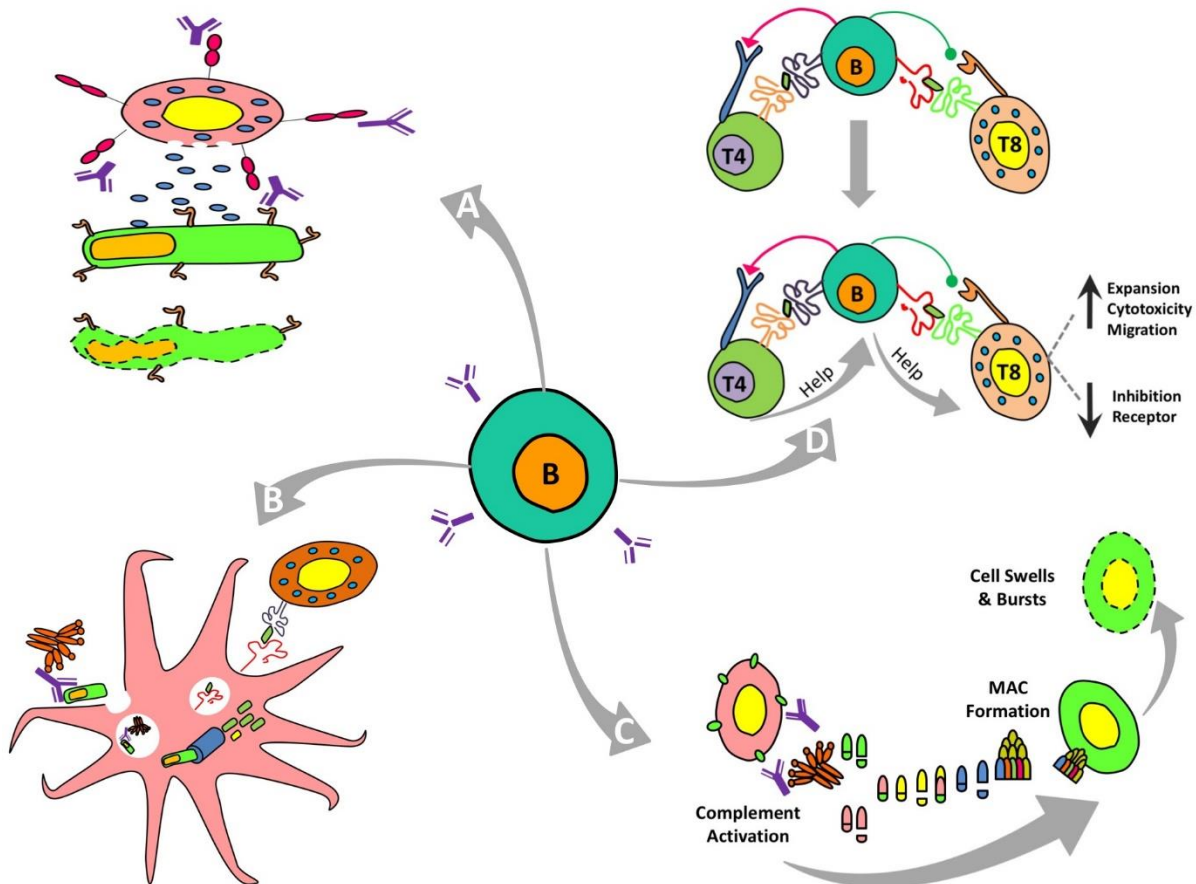 B
T4
T8
A
B
T4
T8
Help
Help
Expansion
Cytotoxicity
Migration
Inhibition
Receptor
D
B
B
C
Cell Swells
& Bursts
MAC
Formation
Complement
Activation